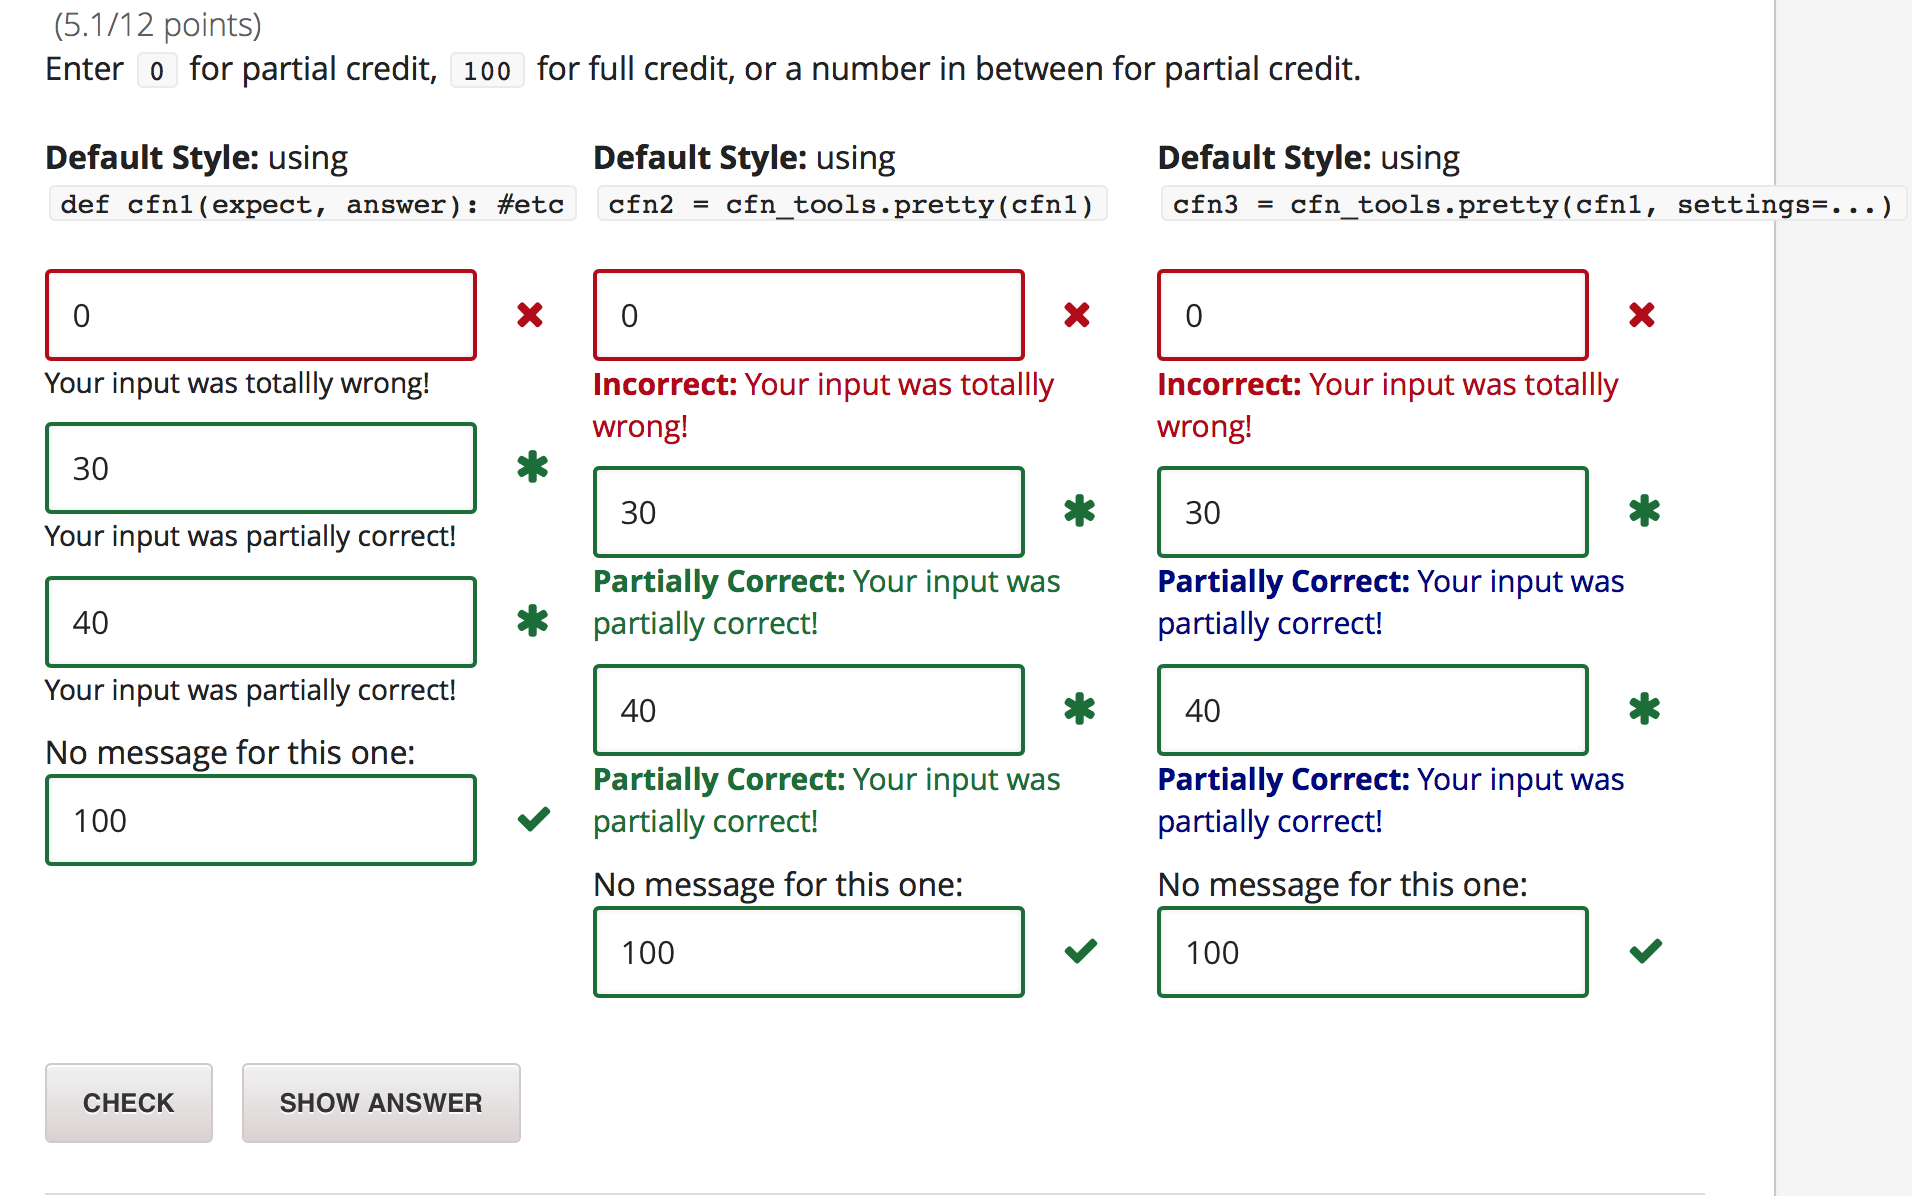 (5.1/12 points)
Enter 0 for partial credit, 100 for full credit, or a number in between for partial credit.
Default Style: using
def cfn1(expect, answer): #etc
0
Your input was totallly wrong!
30
Your input was partially correct!
40
Your input was partially correct!
No message for this one:
100
Default Style: using
cfn2 = cfn_tools.pretty(cfn1)
0
Incorrect: Your input was totallly
wrong!
30
Partially Correct: Your input was
partially correct!
40
Partially Correct: Your input was
partially correct!
No message for this one:
100
Default Style: using
cfn3 = cfn_tools.pretty(cfn1, settings=...)
0
Incorrect: Your input was totallly
wrong!
30
Partially Correct: Your input was
partially correct!
40
Partially Correct: Your input was
partially correct!
No message for this one:
100
CHECK
SHOW ANSWER